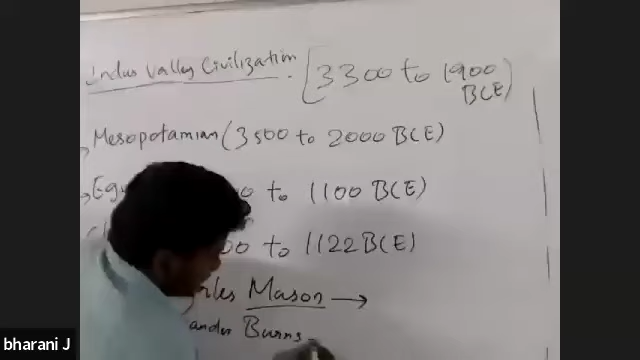 Indus Valley Civilization. [3300 to 1900
BCE)
Mesopotamian (3500 to 2000 BCE)
to 1100 BCE)
to 1122 BCE)
Mason →
Burns
bharani J